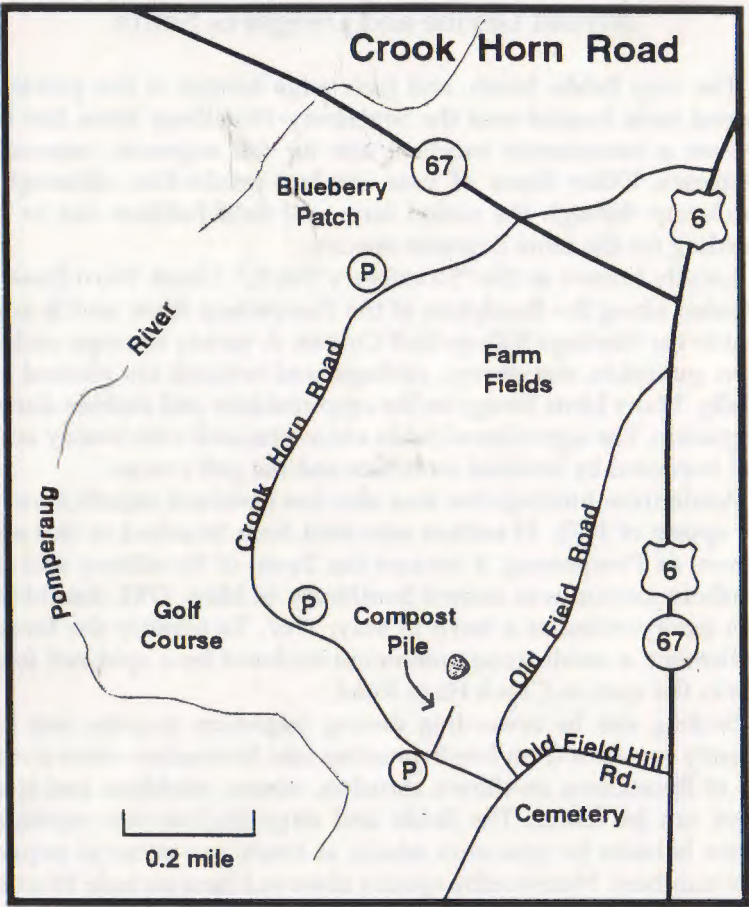 Crook Horn Road
67
6
Blueberry
Patch
P
River
Farm
Fields
Crook Horn Road
Pomperaug
6
Golf
Course
P
Compost
Pile
Old Field Road
67
P
Old Field Hill
Rd.
Cemetery
0.2 mile